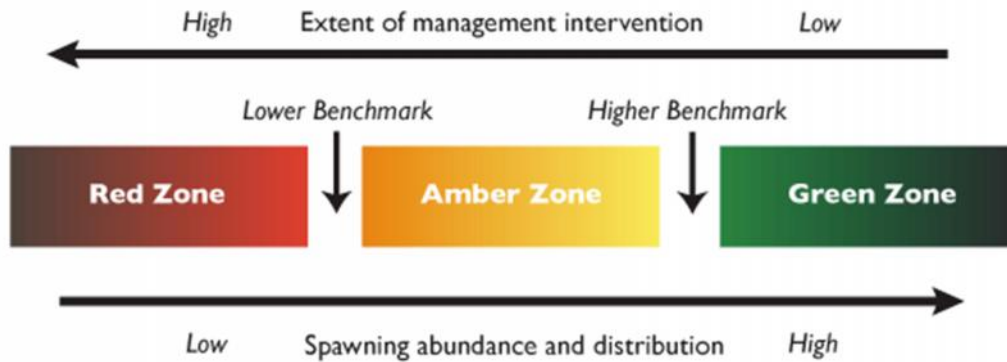 High Extent of management intervention Low
Lower Benchmark Higher Benchmark
Red Zone Amber Zone Green Zone
Low Spawning abundance and distribution High